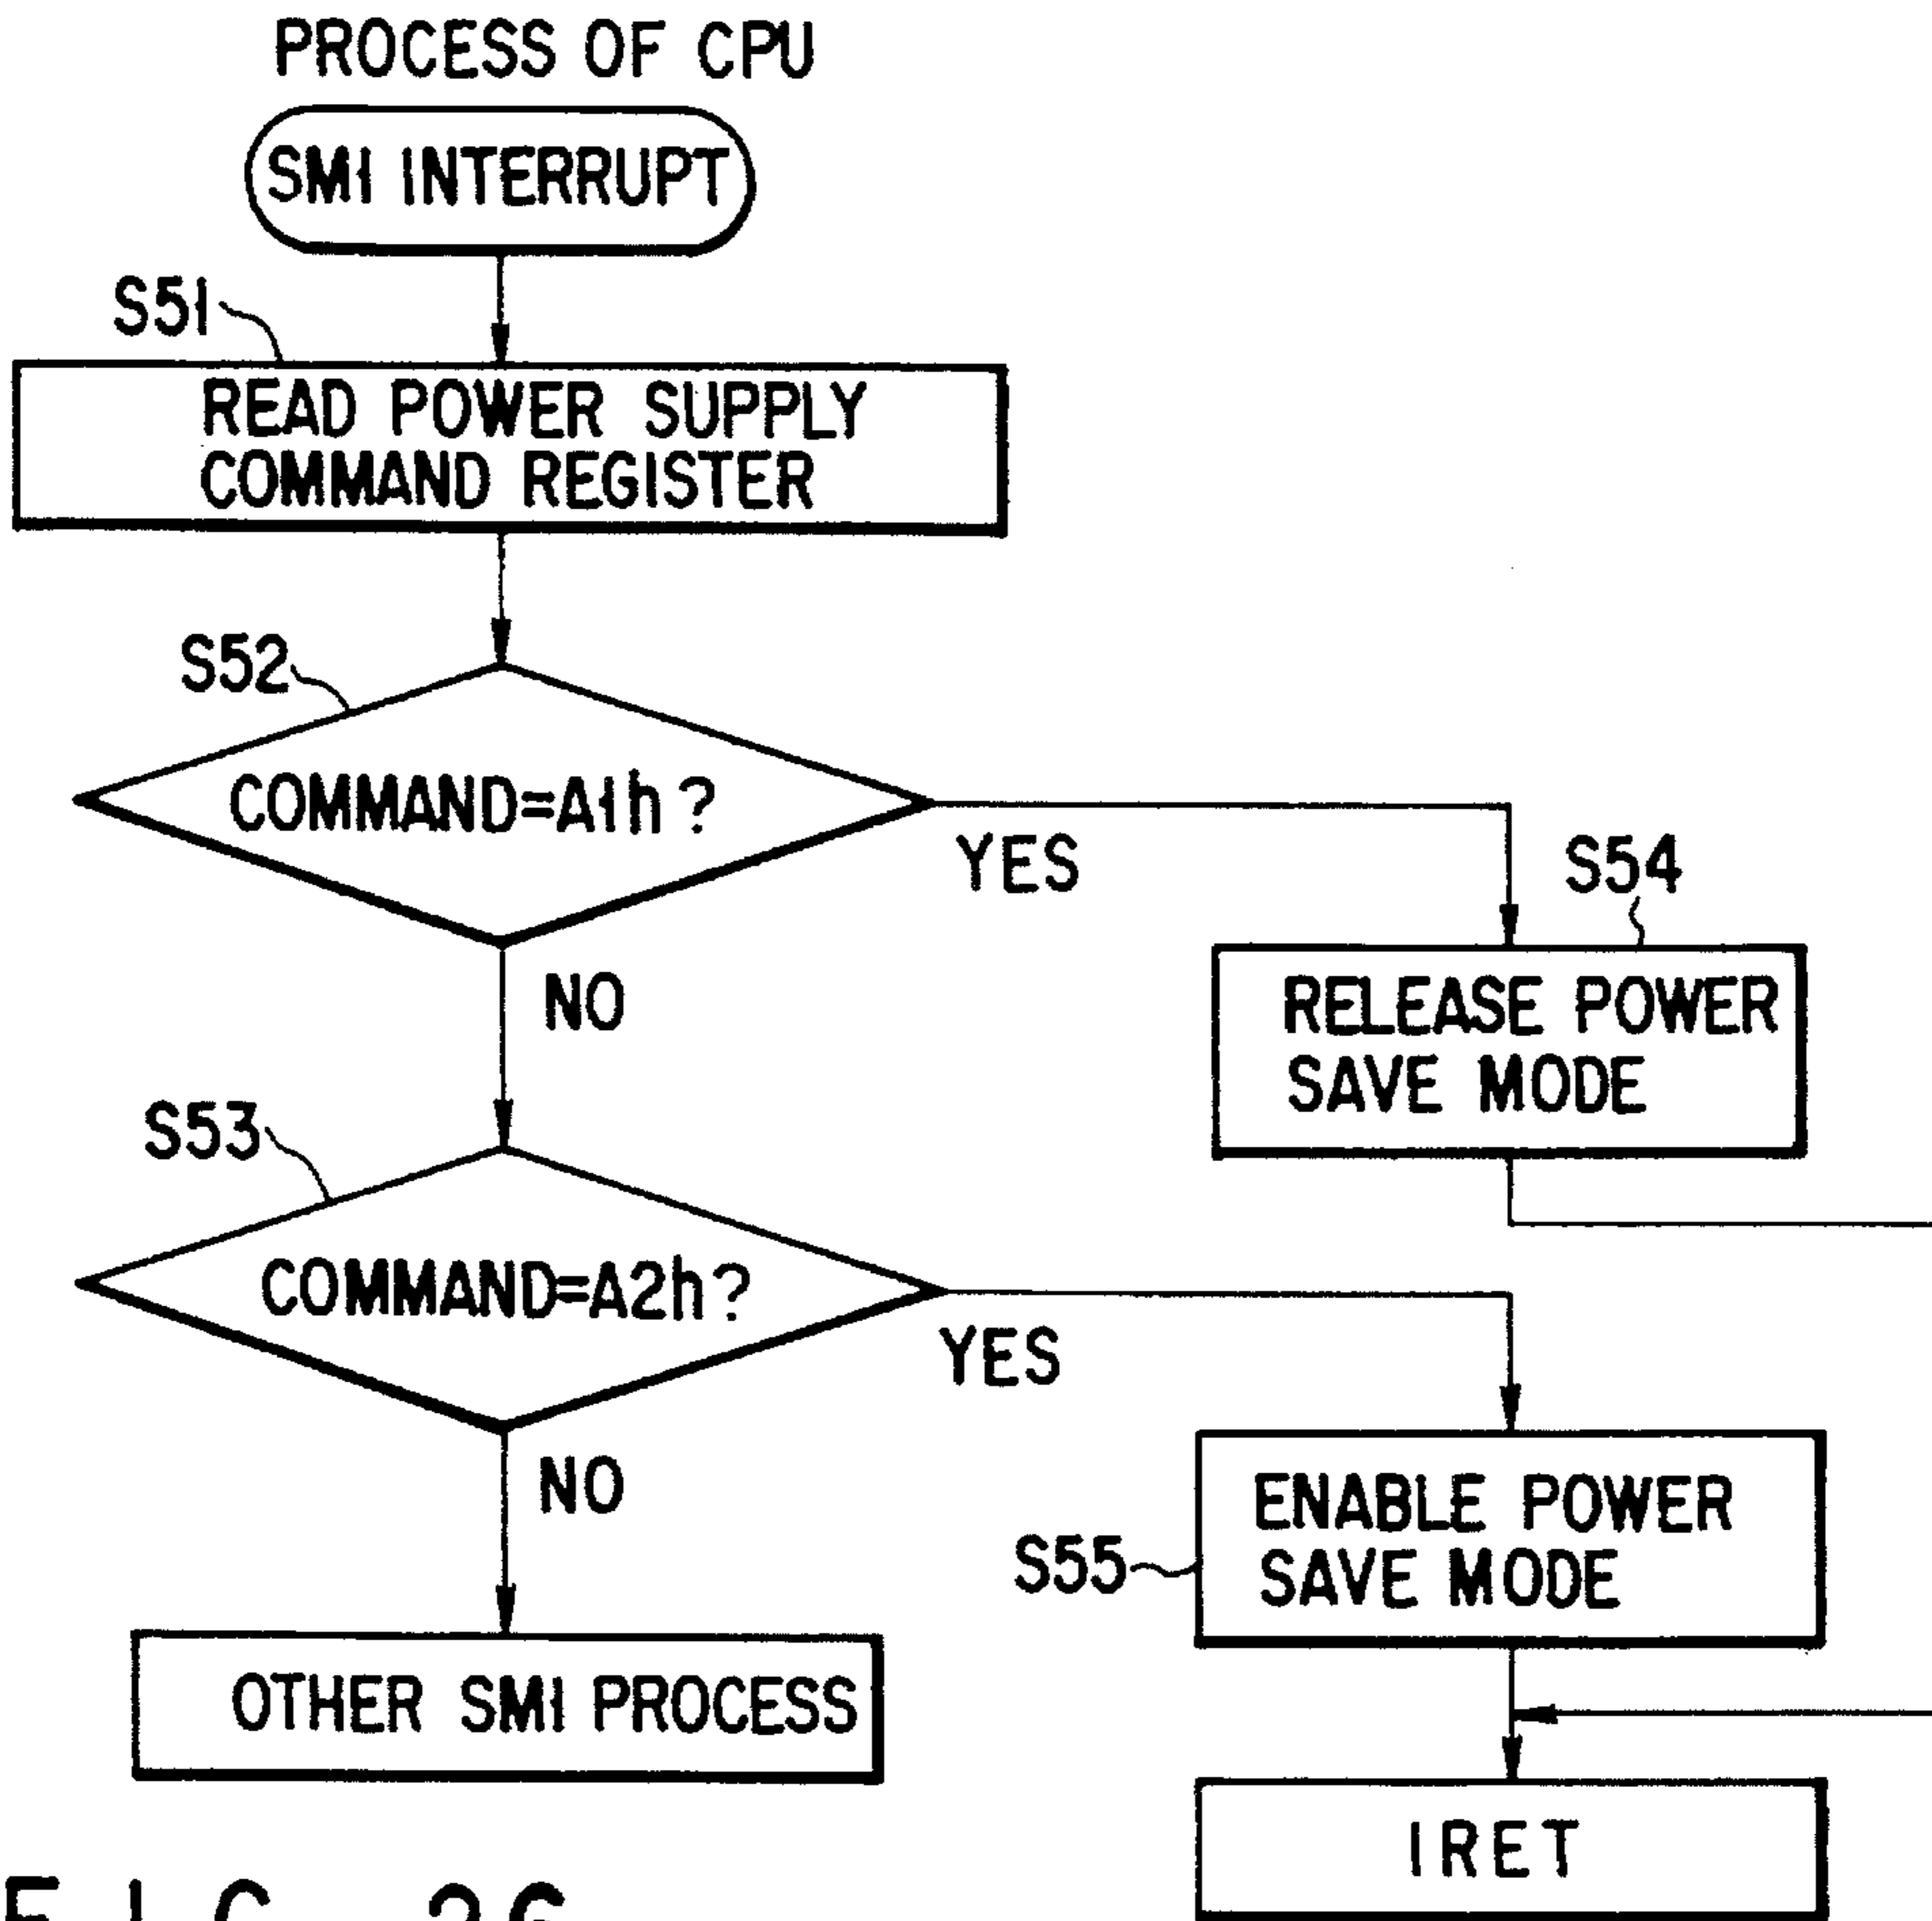 PROCESS OF CPU
SMI INTERRUPT
S51
READ POWER SUPPLY
COMMAND REGISTER
S52
COMMAND=A1h?
YES
NO
S54
RELEASE POWER
SAVE MODE
S53
COMMAND=A2h?
YES
NO
S55
ENABLE POWER
SAVE MODE
OTHER SMI PROCESS
IRET